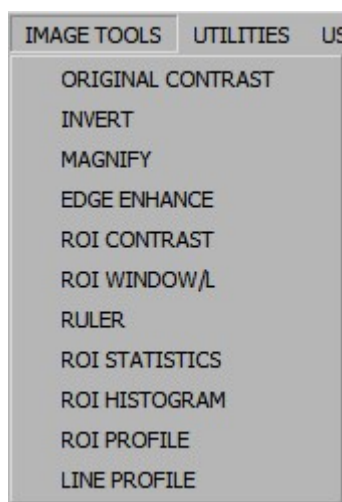 IMAGE TOOLS UTILITIES US
ORIGINAL CONTRAST
INVERT
MAGNIFY
EDGE ENHANCE
ROI CONTRAST
ROI WINDOW/L
RULER
ROI STATISTICS
ROI HISTOGRAM
ROI PROFILE
LINE PROFILE